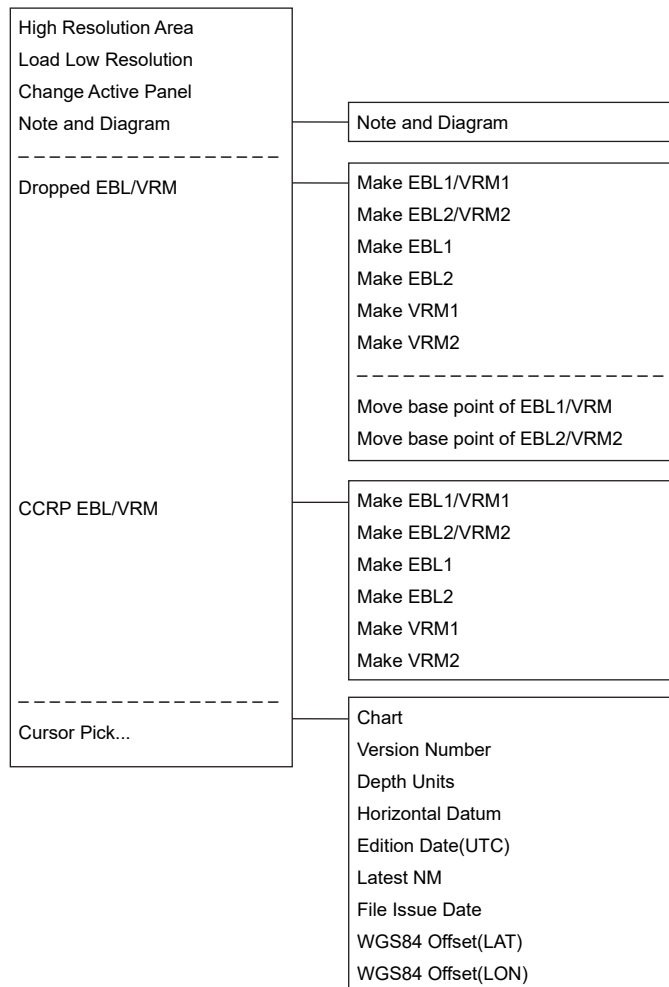 High Resolution Area
Load Low Resolution
Change Active Panel
Note and Diagram
Note and Diagram
Dropped EBL/VRM
Make EBL1/VRM1
Make EBL2/VRM2
Make EBL1
Make EBL2
Make VRM1
Make VRM2
Move base point of EBL1/VRM
Move base point of EBL2/VRM2
CCRP EBL/VRM
Make EBL1/VRM1
Make EBL2/VRM2
Make EBL1
Make EBL2
Make VRM1
Make VRM2
Cursor Pick...
Chart
Version Number
Depth Units
Horizontal Datum
Edition Date(UTC)
Latest NM
File Issue Date
WGS84 Offset(LAT)
WGS84 Offset(LON)